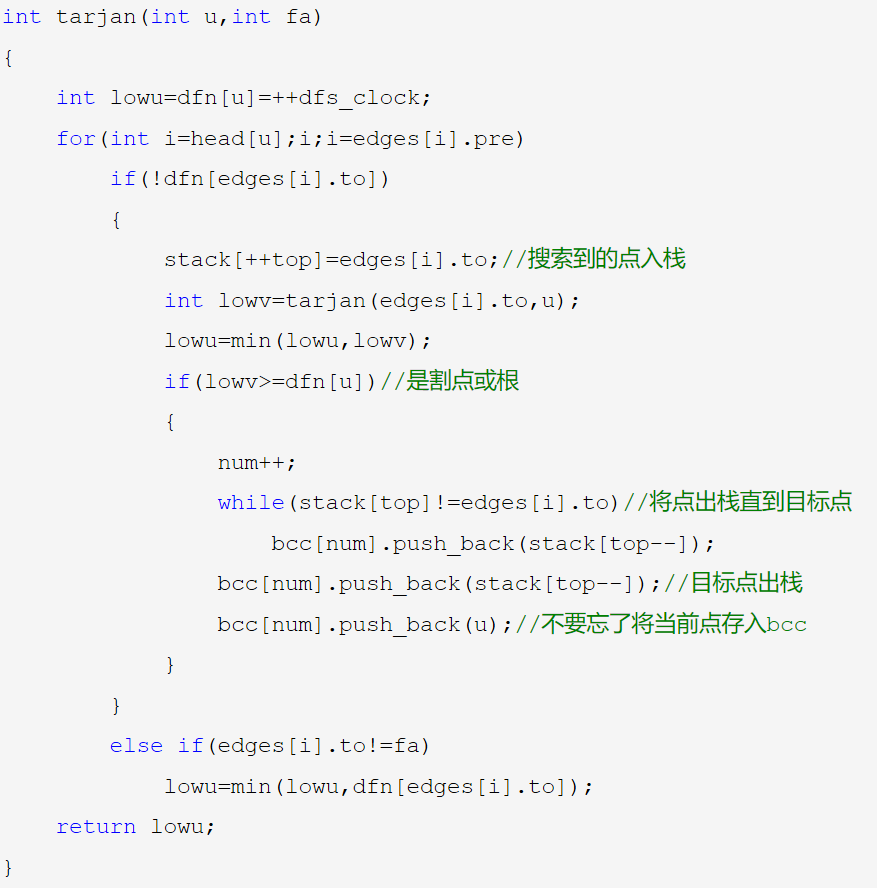 int tarjan(int u,int fa)
{
    int lowu=dfn[u]=++dfs_clock;
    for(int i=head[u];i;i=edges[i].pre)
        if(!dfn[edges[i].to])
        {
            stack[++top]=edges[i].to;//搜索到的点入栈
            int lowv=tarjan(edges[i].to,u);
            lowu=min(lowu,lowv);
            if(lowv>=dfn[u])//是割点或根
            {
                num++;
                while(stack[top]!=edges[i].to)//将点出栈直到目标点
                    bcc[num].push_back(stack[top--]);
                bcc[num].push_back(stack[top--]);//目标点出栈
                bcc[num].push_back(u);//不要忘了将当前点存入bcc
            }
        }
        else if(edges[i].to!=fa)
            lowu=min(lowu,dfn[edges[i].to]);
    return lowu;
}